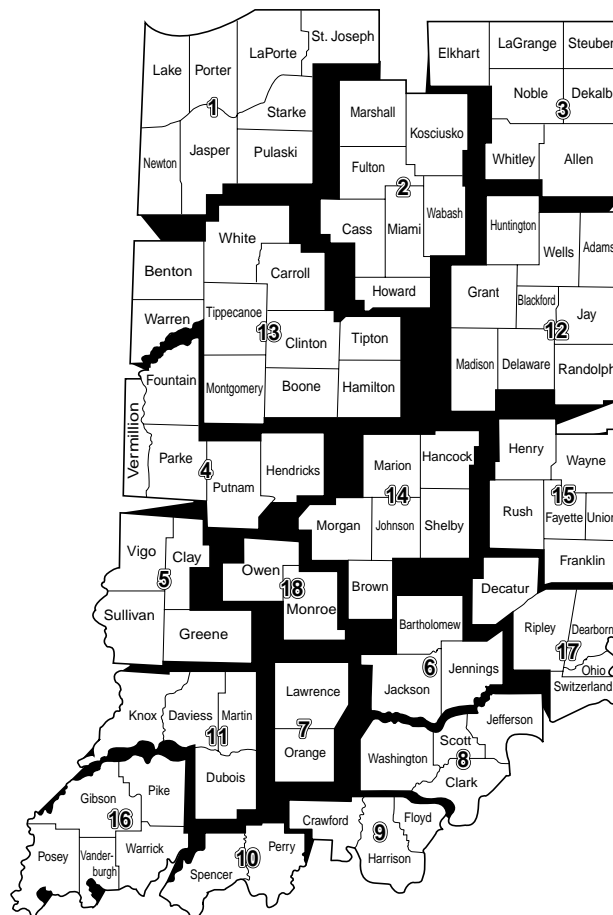 St. Joseph
LaPorte
Lake
Porter
1
Starke
Newton
Jasper
Pulaski
Elkhart
LaGrange
Steuben
Noble
Dekalb
3
Whitley
Allen
Marshall
Kosciusko
Fulton
2
Cass
Miami
Wabash
Howard
Huntington
Wells
Adams
Grant
Blackford
Jay
12
Madison
Delaware
Randolph
White
Carroll
Benton
Warren
Tippecanoe
13
Clinton
Tipton
Montgomery
Boone
Hamilton
Fountain
Vermillion
Parke
4
Putnam
Hendricks
Marion
Hancock
14
Morgan
Johnson
Shelby
Brown
Henry
Wayne
15
Rush
Fayette
Union
Franklin
Vigo
Clay
5
Sullivan
Greene
Owen
18
Monroe
Decatur
Ripley
Dearborn
17
Ohio
Switzerland
Bartholomew
6
Jennings
Jackson
Lawrence
7
Orange
Knox
Daviess
Martin
11
Dubois
Jefferson
Washington
Scott
8
Clark
Gibson
Pike
16
Posey
Vander-
burgh
Warrick
Spencer
10
Perry
Crawford
9
Floyd
Harrison